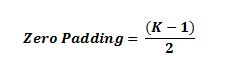 Zero Padding = (K − 1) / 2